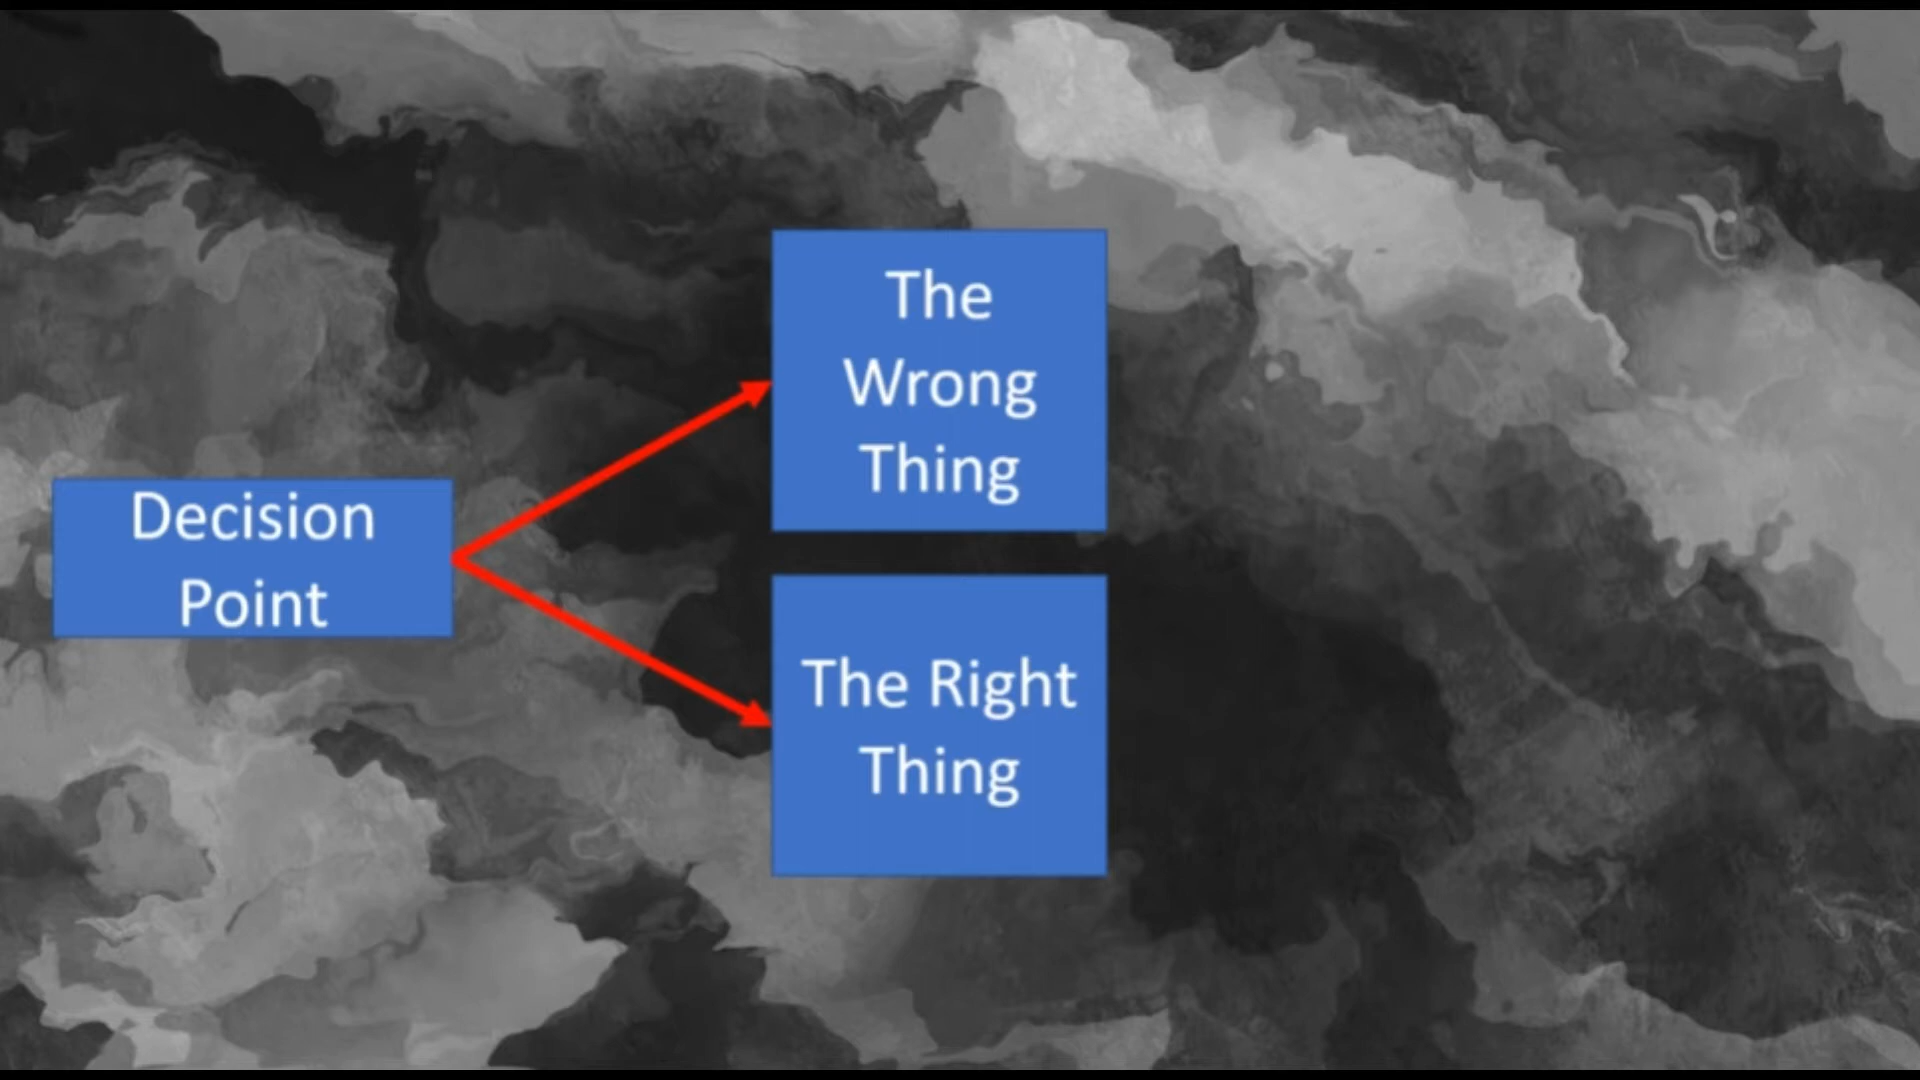 Decision
Point
The
Wrong
Thing
The Right
Thing